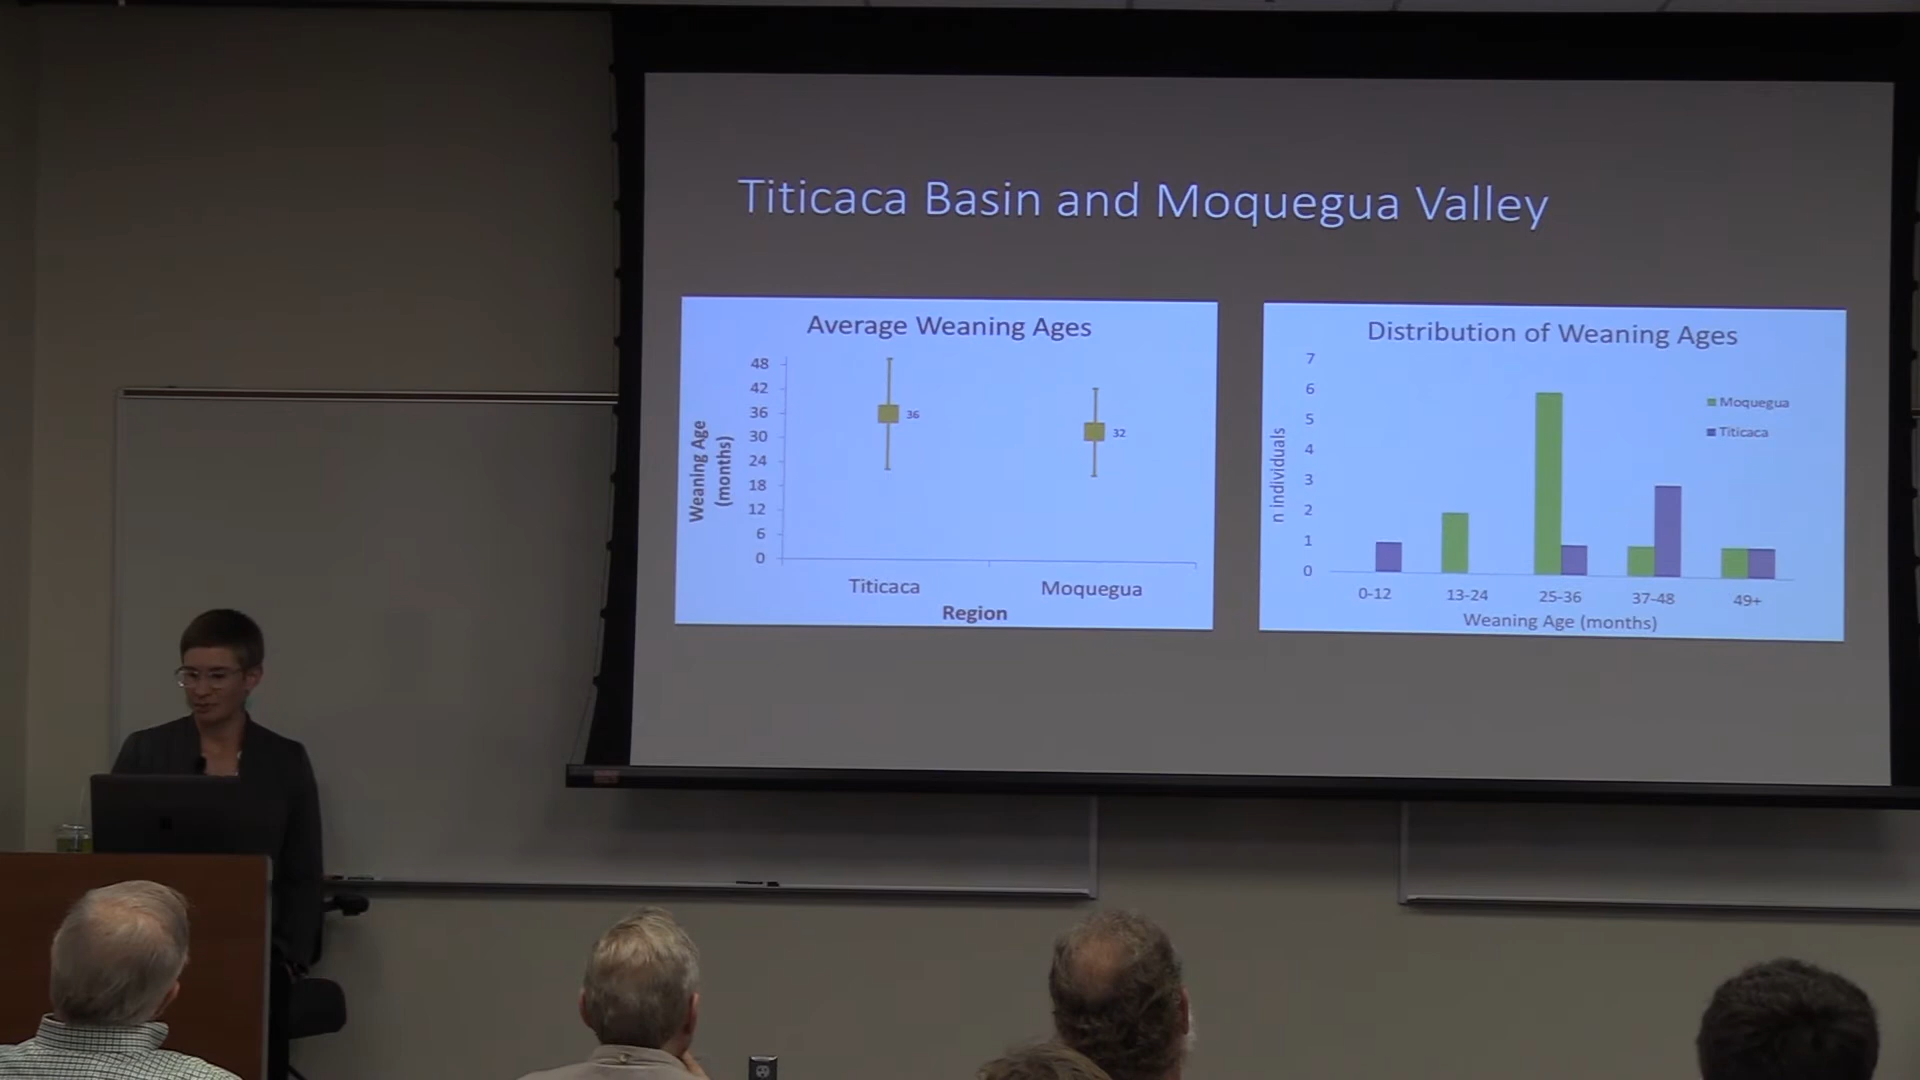 Titicaca Basin and Moquegua Valley
Average Weaning Ages
48
42
36
30
24
18
12
6
0
Weaning Age
(months)
36
32
Titicaca
Moquegua
Region
Distribution of Weaning Ages
7
6
5
4
3
2
1
0
n individuals
Moquegua
Titicaca
0-12
13-24
25-36
37-48
49+
Weaning Age (months)